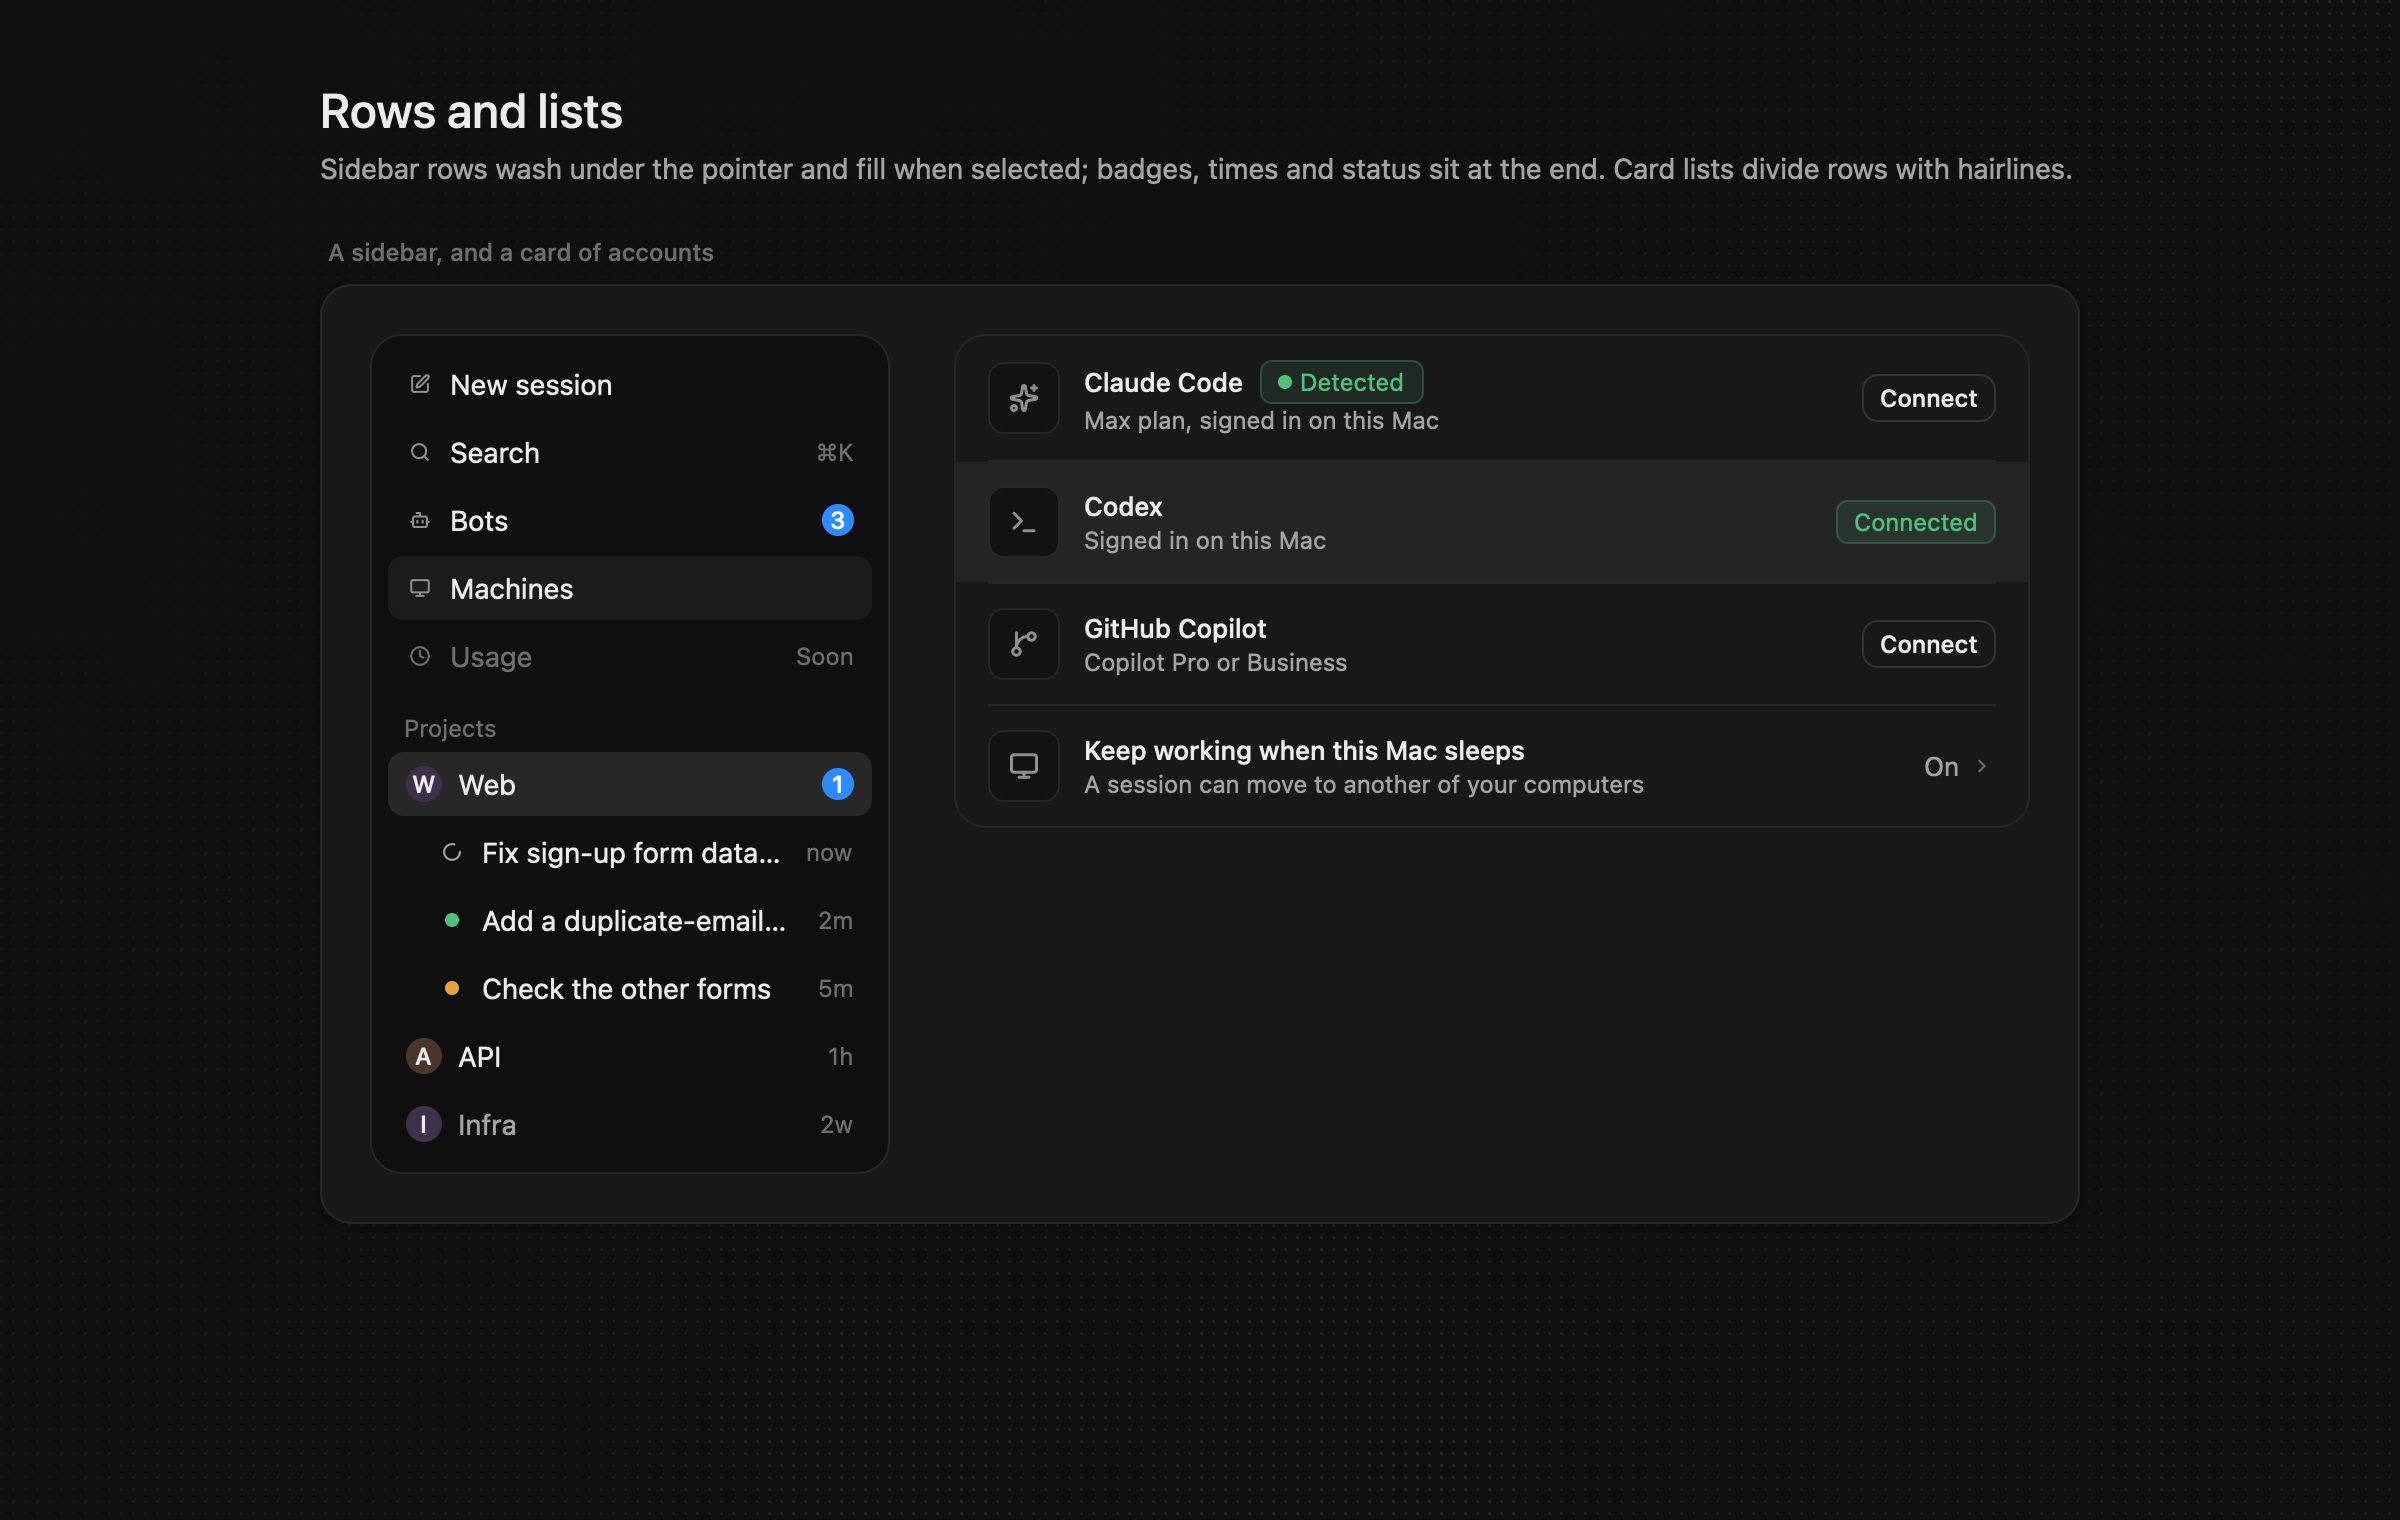 Rows and lists
Sidebar rows wash under the pointer and fill when selected; badges, times and status sit at the end. Card lists divide rows with hairlines.
A sidebar, and a card of accounts
New session
Search ⌘K
Bots 3
Machines
Usage Soon
Projects
W Web 1
Fix sign-up form data... now
Add a duplicate-email... 2m
Check the other forms 5m
A API 1h
I Infra 2w
Claude Code Detected
Max plan, signed in on this Mac
Connect
Codex
Signed in on this Mac
Connected
GitHub Copilot
Copilot Pro or Business
Connect
Keep working when this Mac sleeps
A session can move to another of your computers
On